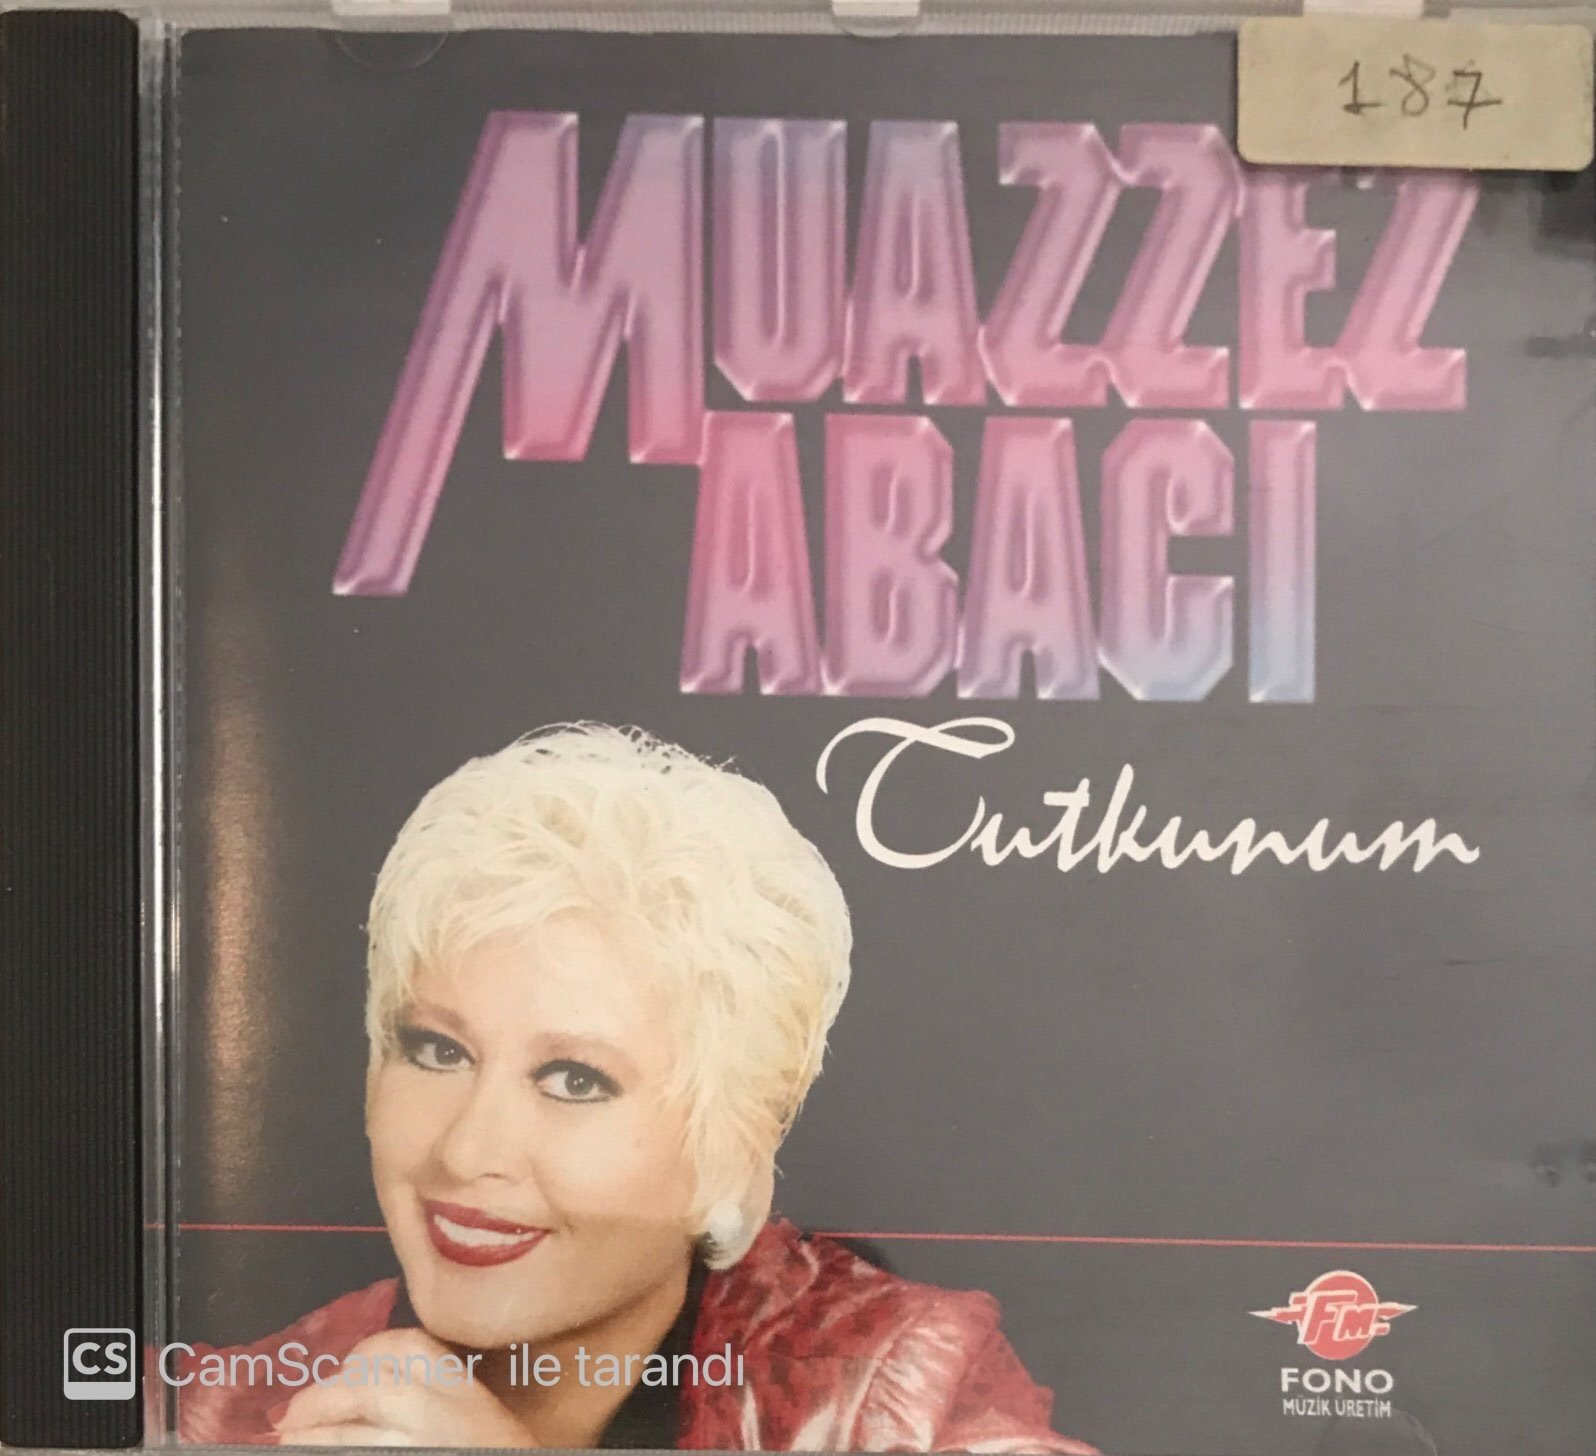 187
MUAZZEZ
ABACI
Tutkunum
FM
FONO
MÜZİK ÜRETİM
CS CamScanner ile tarandı